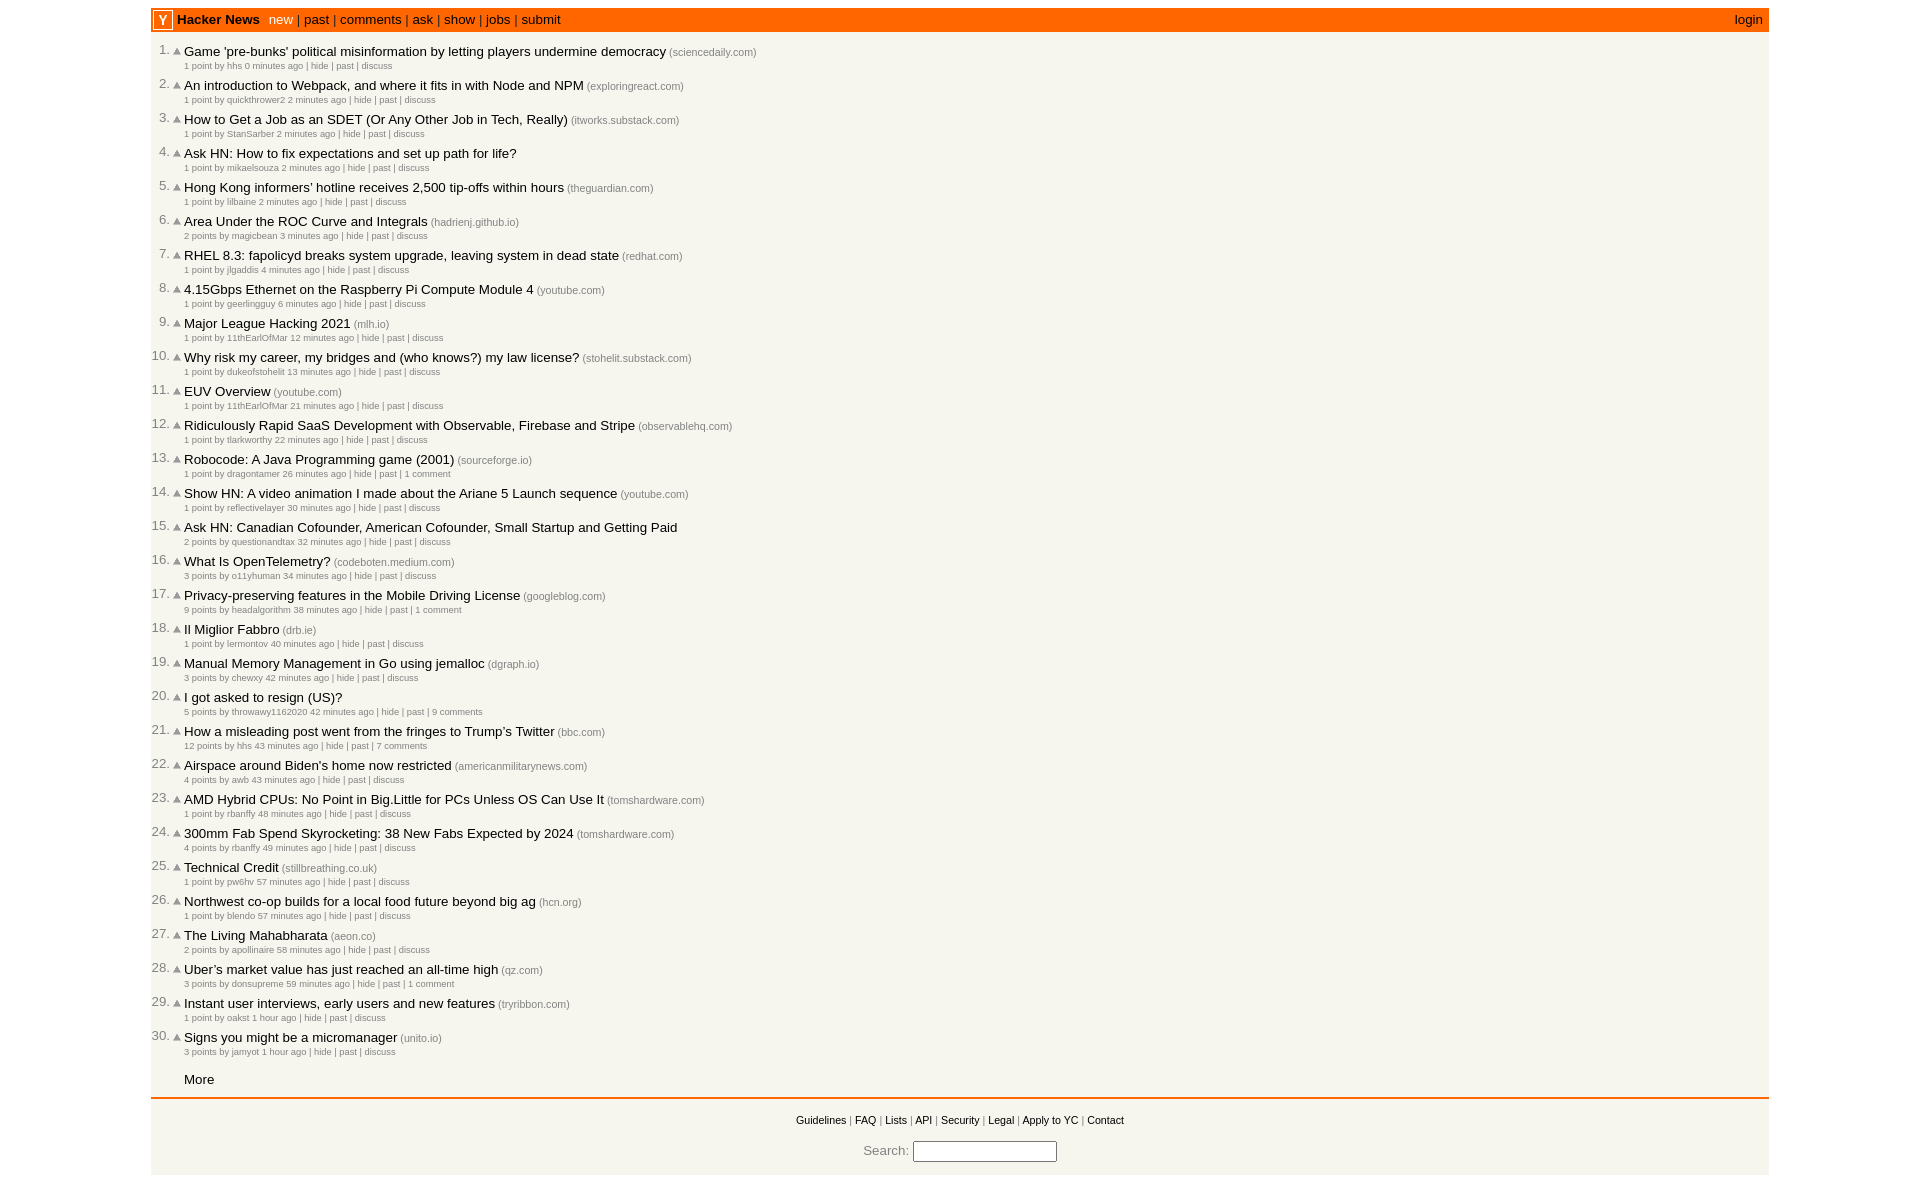 Y Hacker News new | past | comments | ask | show | jobs | submit login
1. Game 'pre-bunks' political misinformation by letting players undermine democracy (sciencedaily.com)
1 point by hhs 0 minutes ago | hide | past | discuss
2. An introduction to Webpack, and where it fits in with Node and NPM (exploringreact.com)
1 point by quickthrower2 2 minutes ago | hide | past | discuss
3. How to Get a Job as an SDET (Or Any Other Job in Tech, Really) (itworks.substack.com)
1 point by StanSarber 2 minutes ago | hide | past | discuss
4. Ask HN: How to fix expectations and set up path for life?
1 point by mikaelsouza 2 minutes ago | hide | past | discuss
5. Hong Kong informers’ hotline receives 2,500 tip-offs within hours (theguardian.com)
1 point by lilbaine 2 minutes ago | hide | past | discuss
6. Area Under the ROC Curve and Integrals (hadrienj.github.io)
2 points by magicbean 3 minutes ago | hide | past | discuss
7. RHEL 8.3: fapolicyd breaks system upgrade, leaving system in dead state (redhat.com)
1 point by jlgaddis 4 minutes ago | hide | past | discuss
8. 4.15Gbps Ethernet on the Raspberry Pi Compute Module 4 (youtube.com)
1 point by geerlingguy 6 minutes ago | hide | past | discuss
9. Major League Hacking 2021 (mlh.io)
1 point by 11thEarlOfMar 12 minutes ago | hide | past | discuss
10. Why risk my career, my bridges and (who knows?) my law license? (stohelit.substack.com)
1 point by dukeofstohelit 13 minutes ago | hide | past | discuss
11. EUV Overview (youtube.com)
1 point by 11thEarlOfMar 21 minutes ago | hide | past | discuss
12. Ridiculously Rapid SaaS Development with Observable, Firebase and Stripe (observablehq.com)
1 point by tlarkworthy 22 minutes ago | hide | past | discuss
13. Robocode: A Java Programming game (2001) (sourceforge.io)
1 point by dragontamer 26 minutes ago | hide | past | 1 comment
14. Show HN: A video animation I made about the Ariane 5 Launch sequence (youtube.com)
1 point by reflectivelayer 30 minutes ago | hide | past | discuss
15. Ask HN: Canadian Cofounder, American Cofounder, Small Startup and Getting Paid
2 points by questionandtax 32 minutes ago | hide | past | discuss
16. What Is OpenTelemetry? (codeboten.medium.com)
3 points by o11yhuman 34 minutes ago | hide | past | discuss
17. Privacy-preserving features in the Mobile Driving License (googleblog.com)
9 points by headalgorithm 38 minutes ago | hide | past | 1 comment
18. Il Miglior Fabbro (drb.ie)
1 point by lermontov 40 minutes ago | hide | past | discuss
19. Manual Memory Management in Go using jemalloc (dgraph.io)
3 points by chewxy 42 minutes ago | hide | past | discuss
20. I got asked to resign (US)?
5 points by throwawy1162020 42 minutes ago | hide | past | 9 comments
21. How a misleading post went from the fringes to Trump’s Twitter (bbc.com)
12 points by hhs 43 minutes ago | hide | past | 7 comments
22. Airspace around Biden's home now restricted (americanmilitarynews.com)
4 points by awb 43 minutes ago | hide | past | discuss
23. AMD Hybrid CPUs: No Point in Big.Little for PCs Unless OS Can Use It (tomshardware.com)
1 point by rbanffy 48 minutes ago | hide | past | discuss
24. 300mm Fab Spend Skyrocketing: 38 New Fabs Expected by 2024 (tomshardware.com)
4 points by rbanffy 49 minutes ago | hide | past | discuss
25. Technical Credit (stillbreathing.co.uk)
1 point by pw6hv 57 minutes ago | hide | past | discuss
26. Northwest co-op builds for a local food future beyond big ag (hcn.org)
1 point by blendo 57 minutes ago | hide | past | discuss
27. The Living Mahabharata (aeon.co)
2 points by apollinaire 58 minutes ago | hide | past | discuss
28. Uber’s market value has just reached an all-time high (qz.com)
3 points by donsupreme 59 minutes ago | hide | past | 1 comment
29. Instant user interviews, early users and new features (tryribbon.com)
1 point by oakst 1 hour ago | hide | past | discuss
30. Signs you might be a micromanager (unito.io)
3 points by jamyot 1 hour ago | hide | past | discuss
More
Guidelines | FAQ | Lists | API | Security | Legal | Apply to YC | Contact
Search: